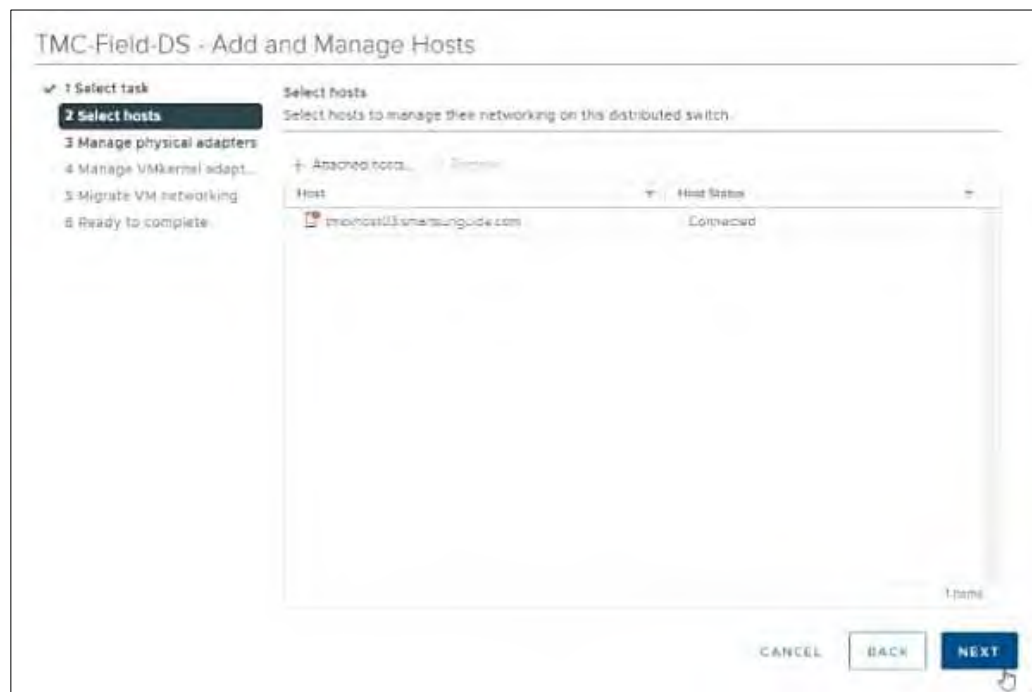 TMC-Field-DS - Add and Manage Hosts
1 Select task
2 Select hosts
3 Manage physical adapters
4 Manage VMkernel adapt...
5 Migrate VM networking
6 Ready to complete
Select hosts
Select hosts to manage their networking on this distributed switch.
+ Attached hosts...
Host
Host Status
Connected
1 items
CANCEL
BACK
NEXT